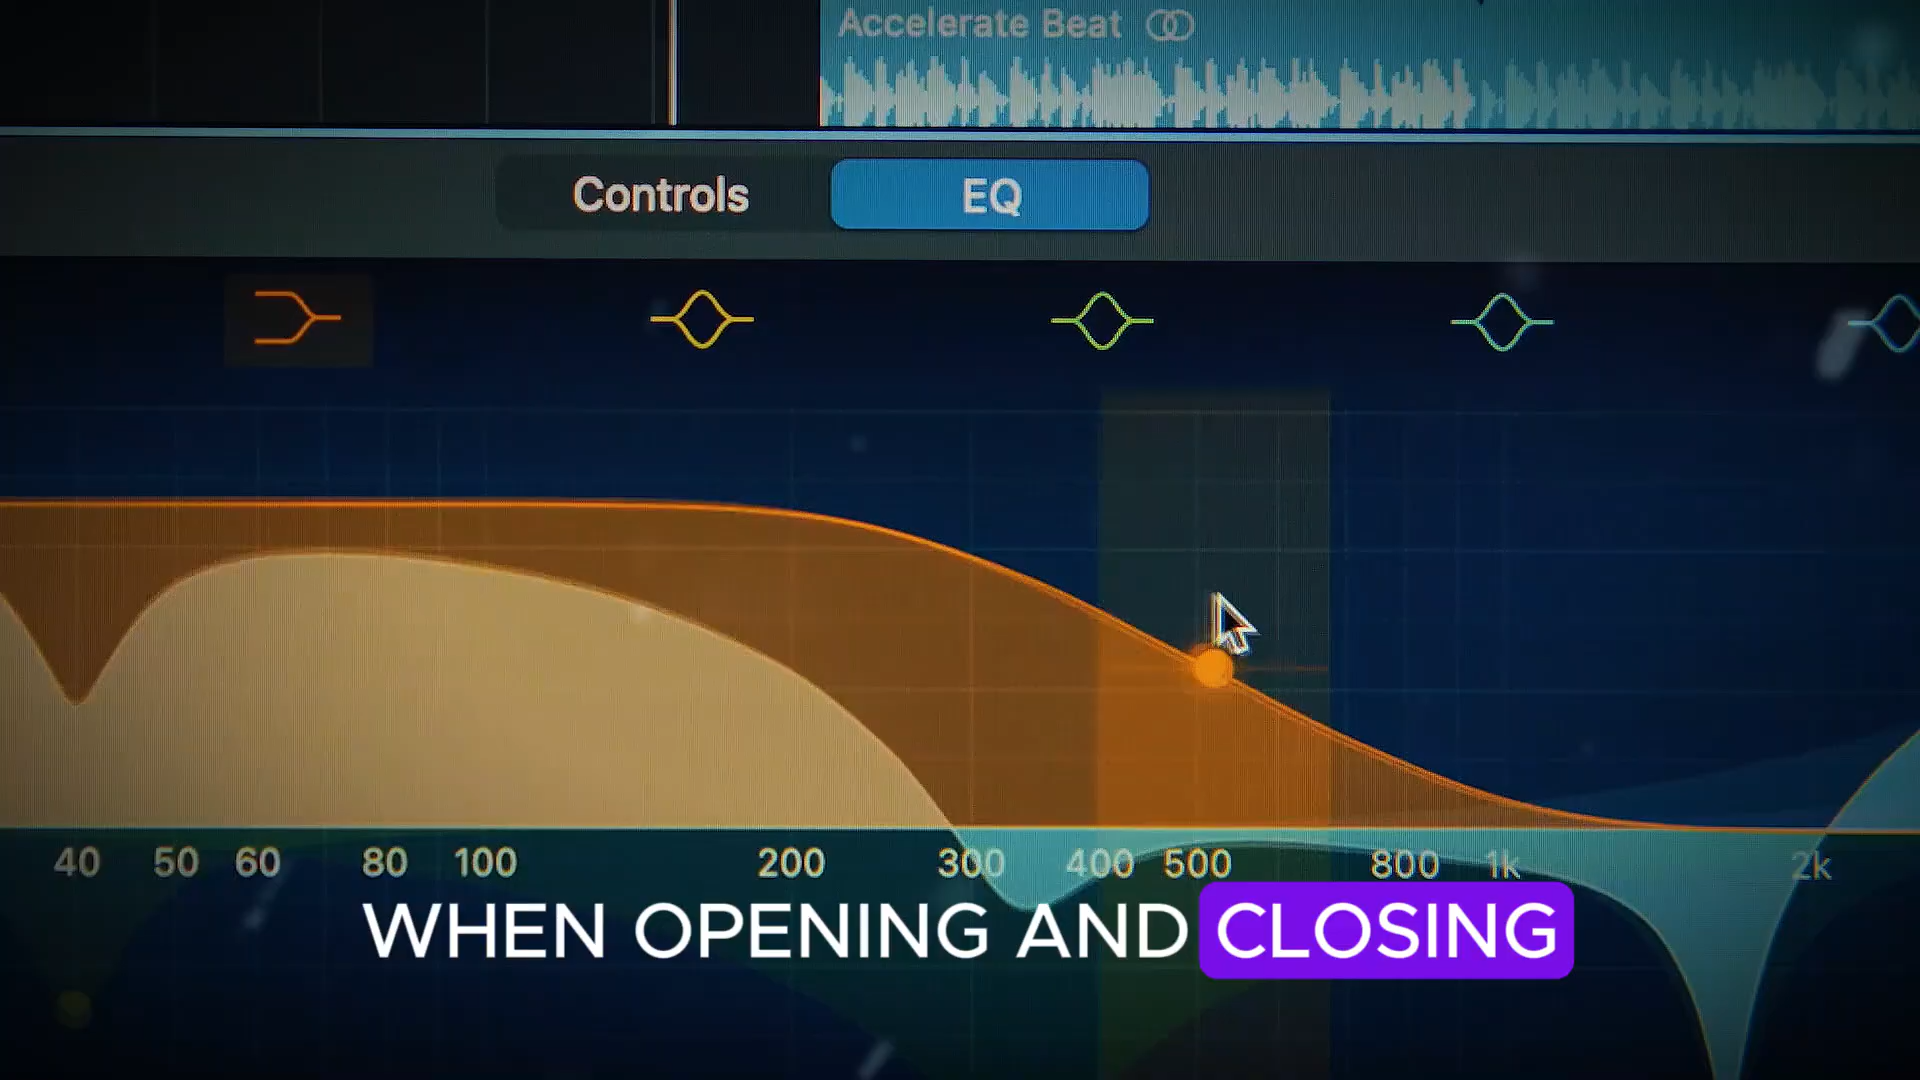 Accelerate Beat
Controls EQ
40 50 60 80 100 200 300 400 500 800 1k 2k
WHEN OPENING AND CLOSING